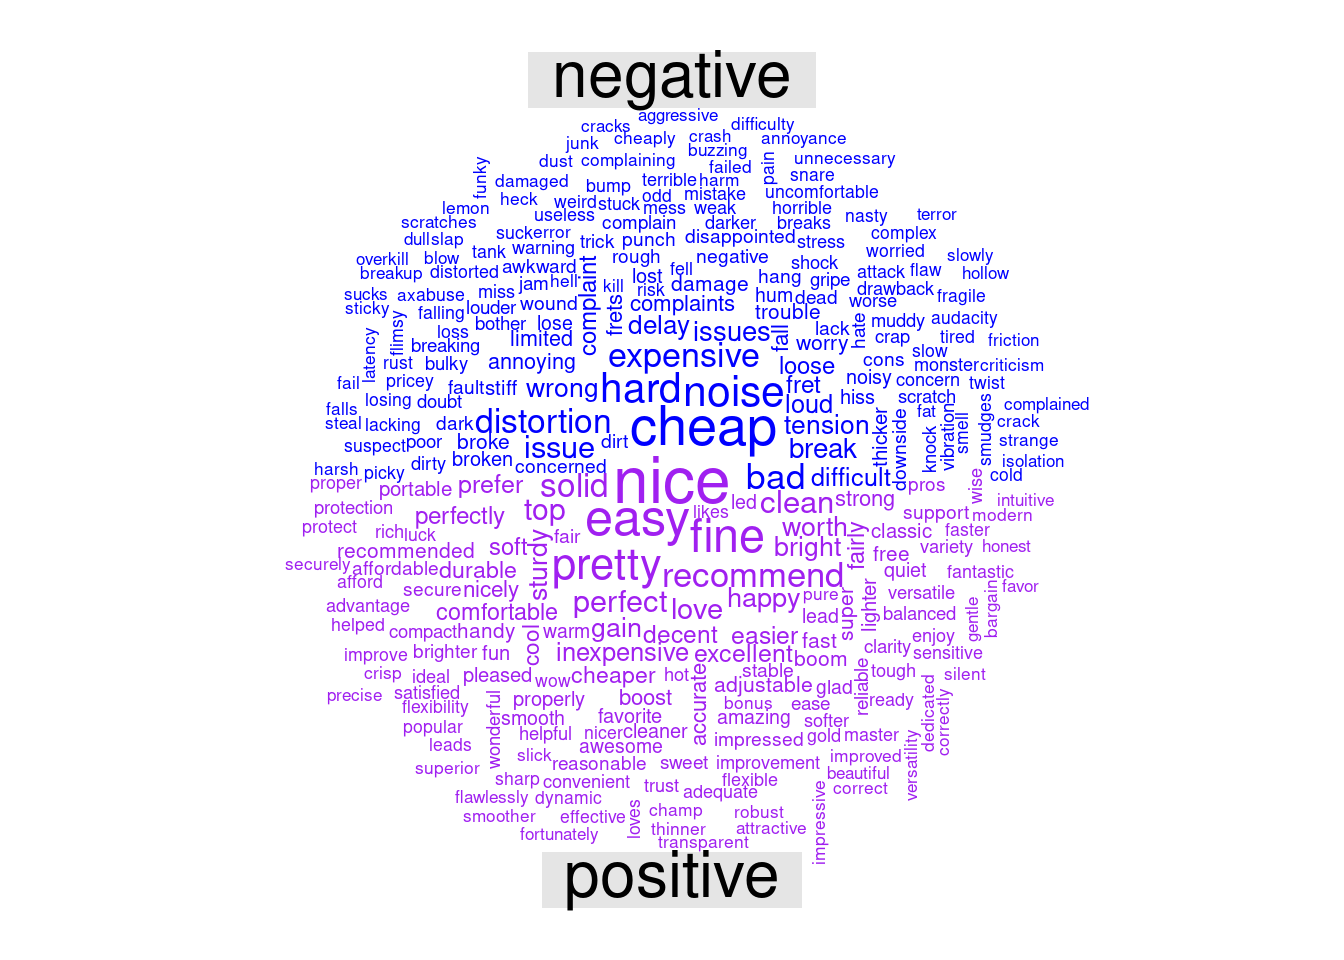 negative
aggressive
cracks difficulty
junk cheaply crash annoyance
buzzing
dust complaining failed pain unnecessary
funky damaged bump terrible harm snare
heck weird stuck odd mistake uncomfortable
lemon useless mess weak horrible nasty terror
scratches suck error complain darker breaks complex
dull slap trick punch disappointed stress
overkill blow tank warning rough negative worried slowly
breakup distorted awkward complaint lost fell hang shock attack flaw hollow
jam hell kill risk damage gripe drawback
sucks axabuse miss wound frets complaints hum dead worse fragile
sticky falling louder trouble
flimsy bother lose delay issues fall lack hate muddy audacity
latency loss limited worry crap tired friction
breaking expensive slow
rust bulky annoying loose cons monster criticism
fail pricey fault stiff wrong hard noise fret noisy concern twist
losing doubt loud hiss scratch
falls distortion cheap tension fat complained
steal lacking dark thicker downside knock vibration smell smudges crack
suspect poor broke issue dirt break strange
dirty broken concerned isolation
harsh picky nice bad difficult cold
proper portable prefer solid pros wise
protection led clean strong intuitive
perfectly top easy likes support modern
protect rich luck fine worth classic faster
recommended soft sturdy fair bright fairly free variety honest
securely affordable durable pretty recommend quiet fantastic
afford secure nicely versatile favor
advantage comfortable perfect love happy pure super lighter balanced gentle bargain
helped compact handy cool warm gain decent easier lead fast enjoy
improve brighter fun inexpensive excellent boom clarity sensitive
crisp ideal pleased wow cheaper hot stable reliable tough silent
precise satisfied properly boost accurate adjustable glad ready
flexibility wonderful bonus ease dedicated correctly
popular smooth favorite amazing softer
leads helpful nicer cleaner impressed gold master
slick awesome improved versatility
superior reasonable sweet improvement beautiful
sharp convenient trust flexible correct
flawlessly dynamic adequate impressive
smoother effective loves champ robust
fortunately thinner attractive
transparent
positive